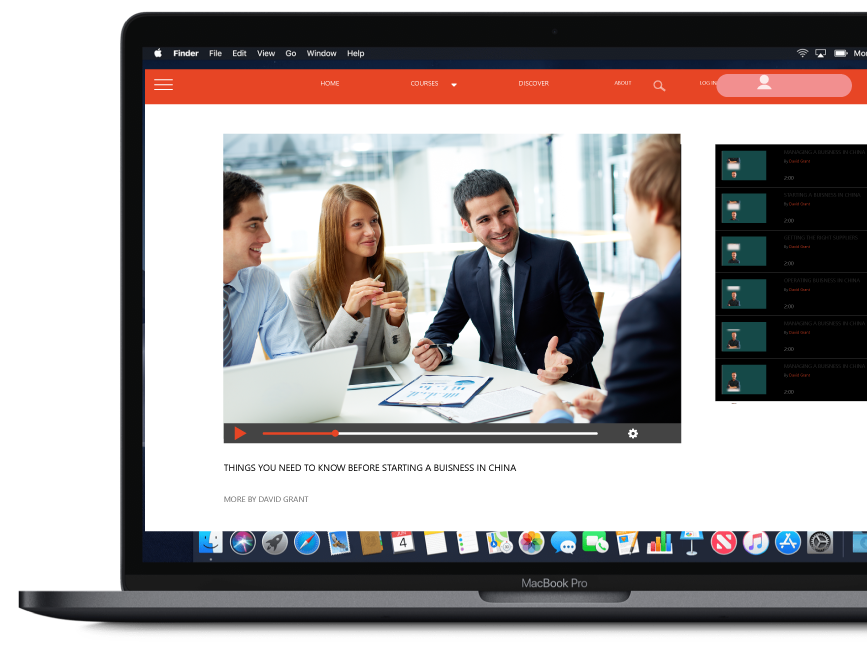 Finder File Edit View Go Window Help
Mo
HOME COURSES DISCOVER ABOUT LOG IN
MANAGING A BUSINESS IN CHINA
By David Grant
2:00
STARTING A BUSINESS IN CHINA
By David Grant
2:00
GETTING THE RIGHT SUPPLIERS
By David Grant
2:00
OPERATING BUSINESS IN CHINA
By David Grant
2:00
MANAGING A BUSINESS IN CHINA
By David Grant
2:00
MANAGING A BUSINESS IN CHINA
By David Grant
2:00
THINGS YOU NEED TO KNOW BEFORE STARTING A BUISNESS IN CHINA
MORE BY DAVID GRANT
4
MacBook Pro